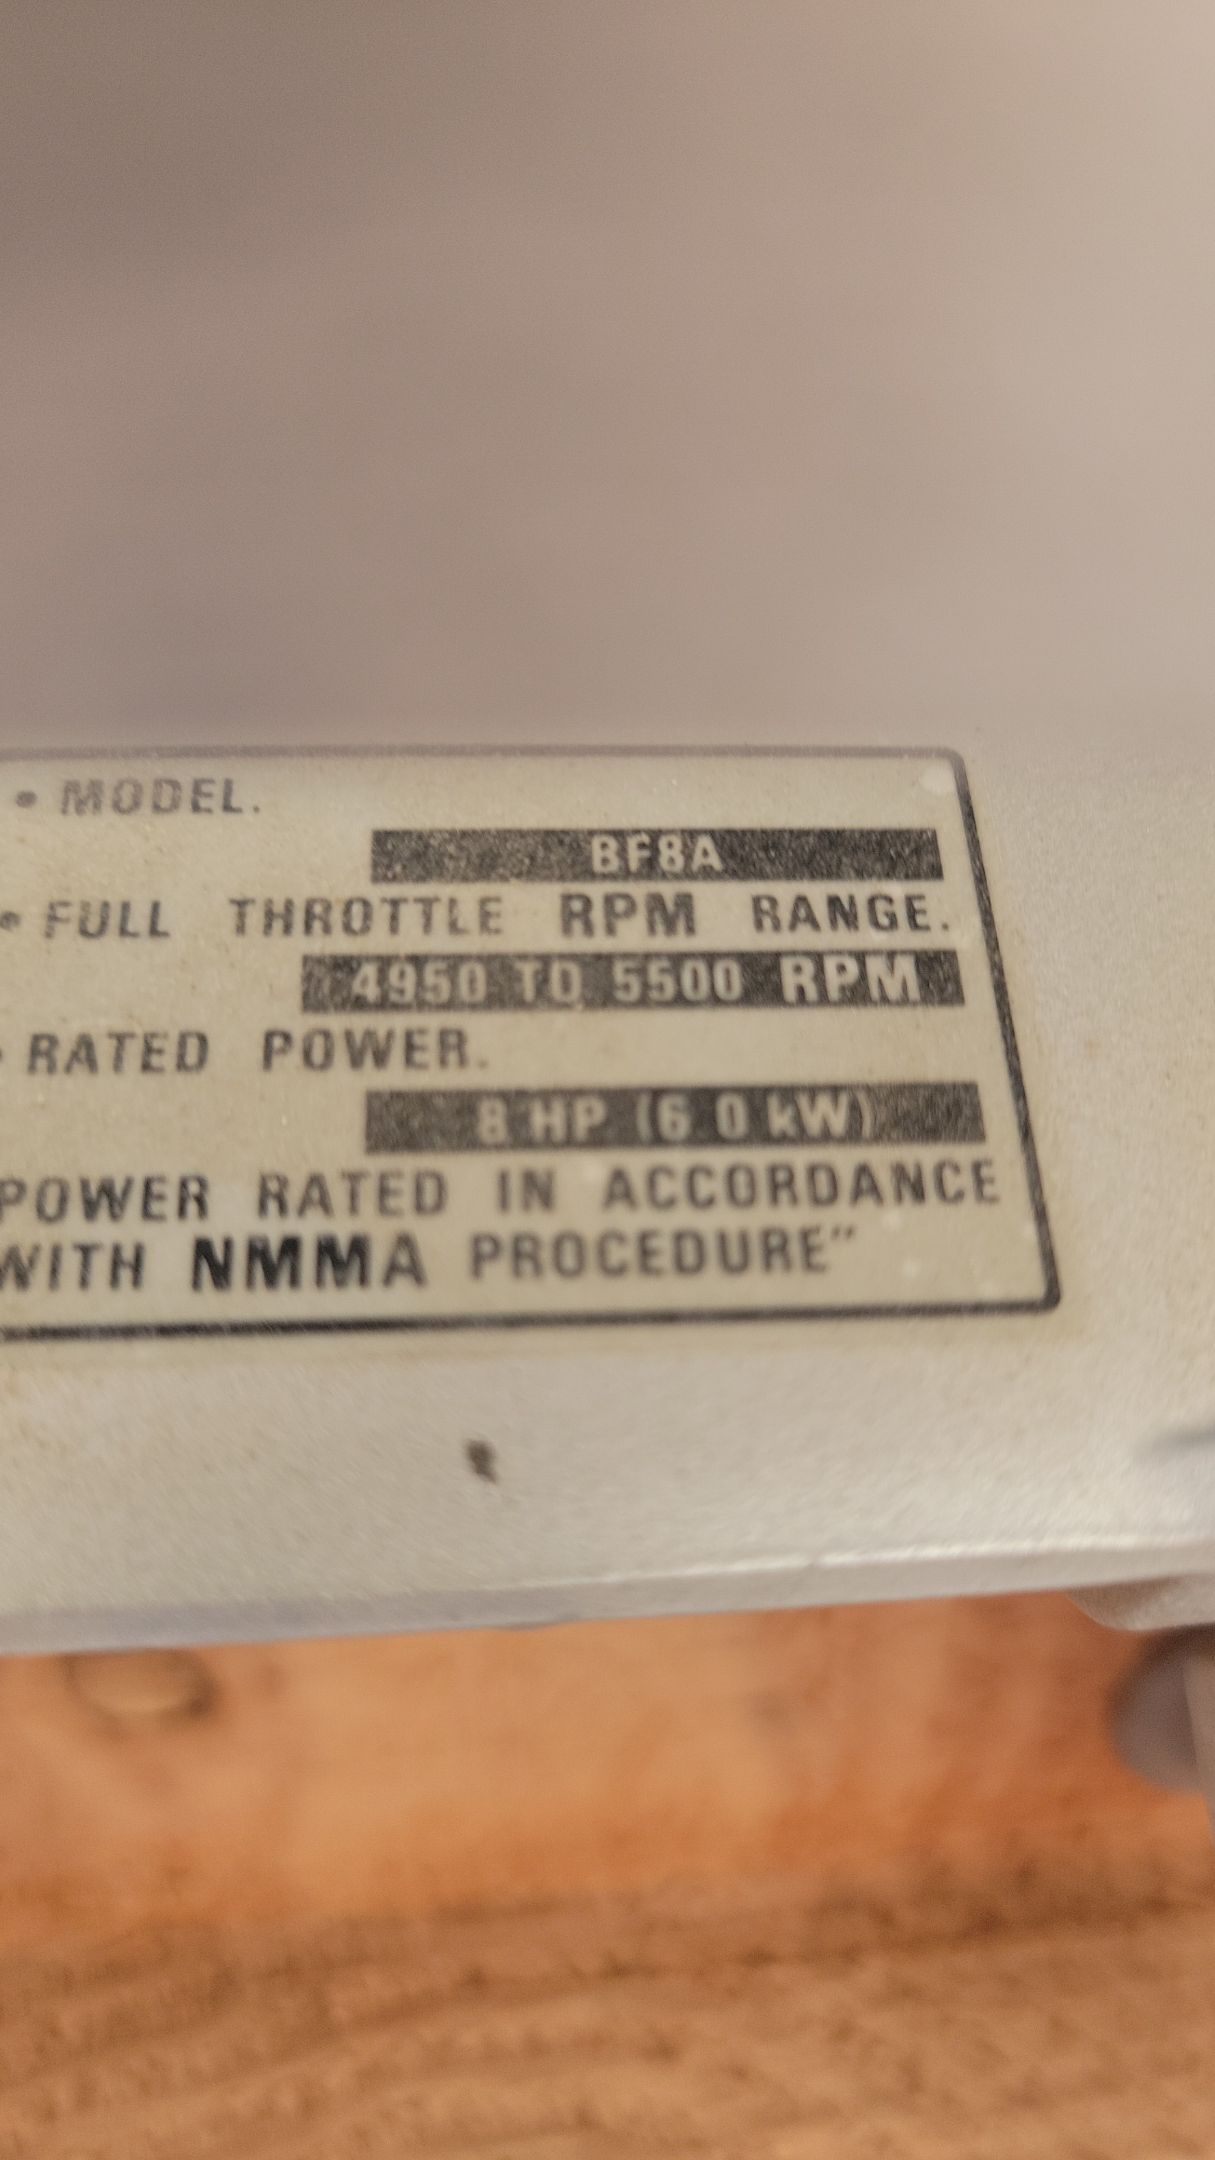 • MODEL.
BF8A
• FULL THROTTLE RPM RANGE.
4950 TO 5500 RPM
• RATED POWER.
8 HP (6 0 kW)
POWER RATED IN ACCORDANCE
WITH NMMA PROCEDURE”